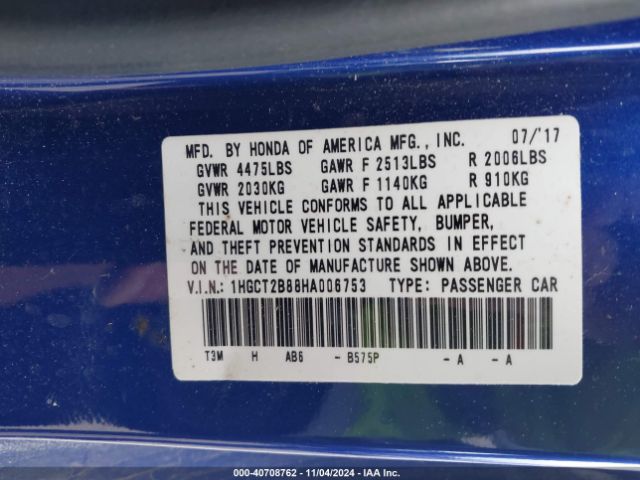 MFD. BY HONDA OF AMERICA MFG., INC. 07/'17
GVWR 4475LBS GAWR F 2513LBS R 2006LBS
GVWR 2030KG GAWR F 1140KG R 910KG
THIS VEHICLE CONFORMS TO ALL APPLICABLE
FEDERAL MOTOR VEHICLE SAFETY, BUMPER,
AND THEFT PREVENTION STANDARDS IN EFFECT
ON THE DATE OF MANUFACTURE SHOWN ABOVE.
V.I.N.: 1HGCT2B88HA006753 TYPE: PASSENGER CAR
T3M H AB6 - B575P - A - A
000-40708762 - 11/04/2024 - IAA Inc.